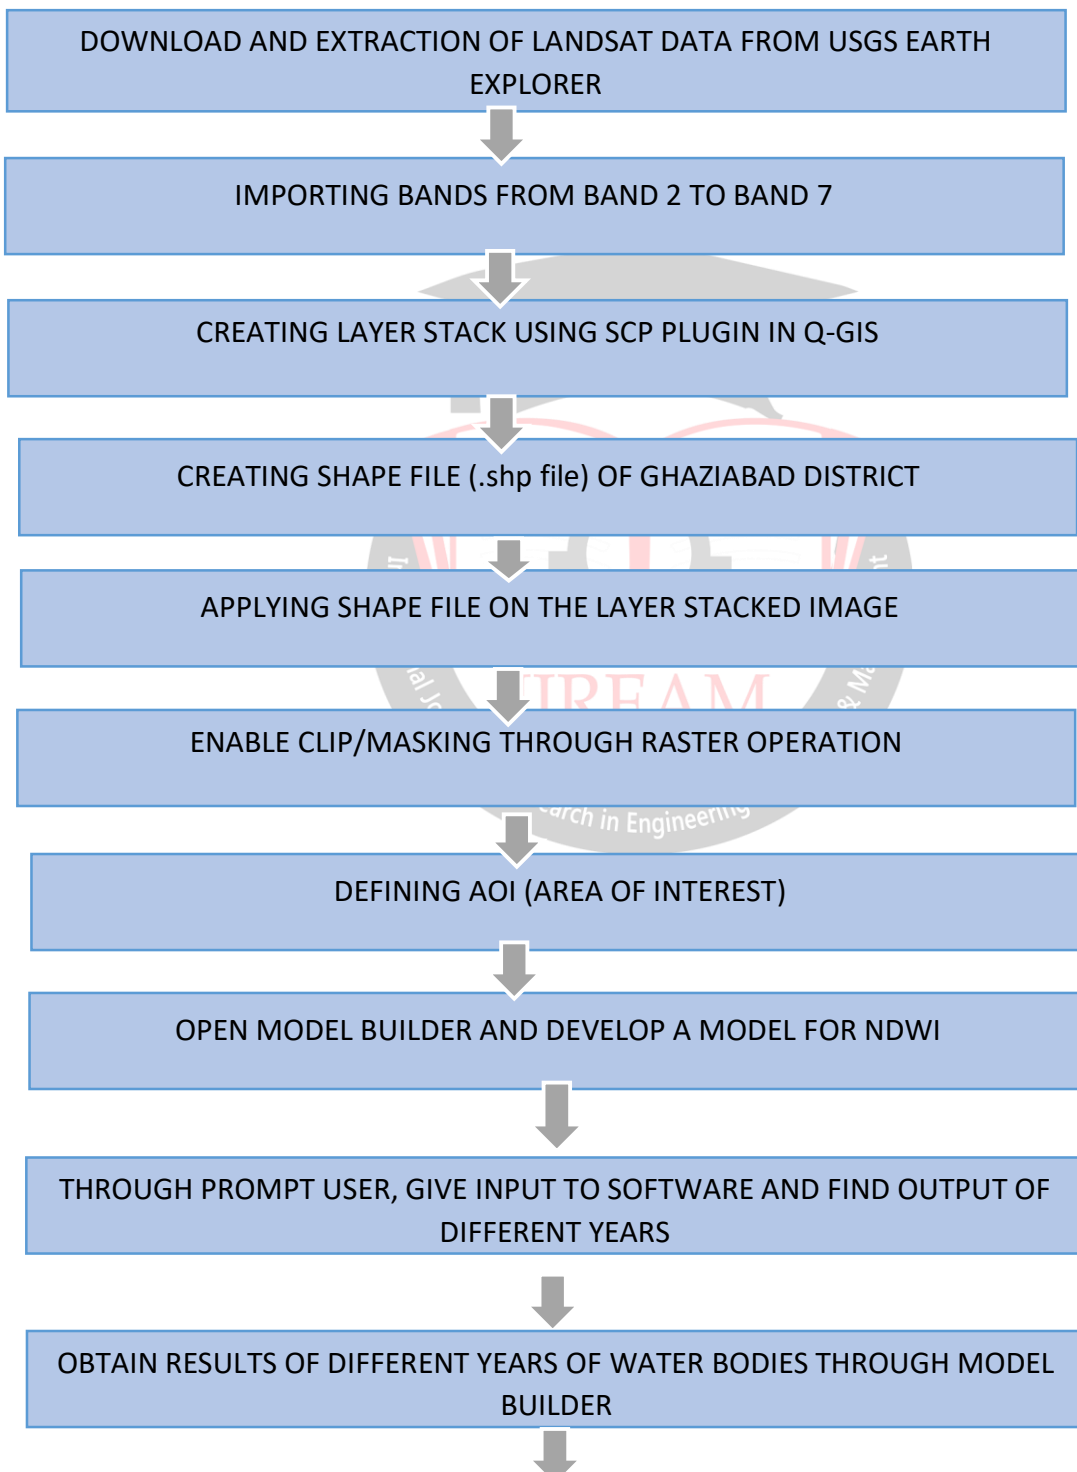 DOWNLOAD AND EXTRACTION OF LANDSAT DATA FROM USGS EARTH
EXPLORER
IMPORTING BANDS FROM BAND 2 TO BAND 7
CREATING LAYER STACK USING SCP PLUGIN IN Q-GIS
CREATING SHAPE FILE (.shp file) OF GHAZIABAD DISTRICT
APPLYING SHAPE FILE ON THE LAYER STACKED IMAGE
IJREAM
ENABLE CLIP/MASKING THROUGH RASTER OPERATION
in Engineering
DEFINING AOI (AREA OF INTEREST)
OPEN MODEL BUILDER AND DEVELOP A MODEL FOR NDWI
THROUGH PROMPT USER, GIVE INPUT TO SOFTWARE AND FIND OUTPUT OF
DIFFERENT YEARS
OBTAIN RESULTS OF DIFFERENT YEARS OF WATER BODIES THROUGH MODEL
BUILDER